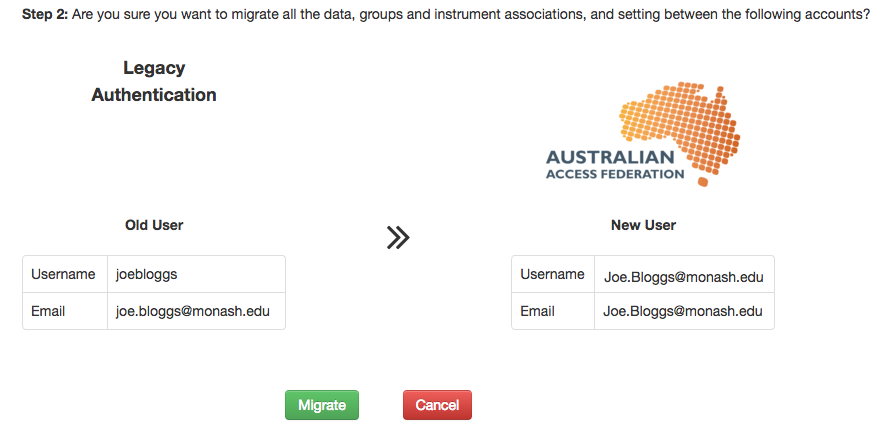 Step 2: Are you sure you want to migrate all the data, groups and instrument associations, and setting between the following accounts?
Legacy
Authentication
AUSTRALIAN
ACCESS FEDERATION
Old User
New User
Username joebloggs
Email joe.bloggs@monash.edu
Username Joe.Bloggs@monash.edu
Email Joe.Bloggs@monash.edu
Migrate
Cancel